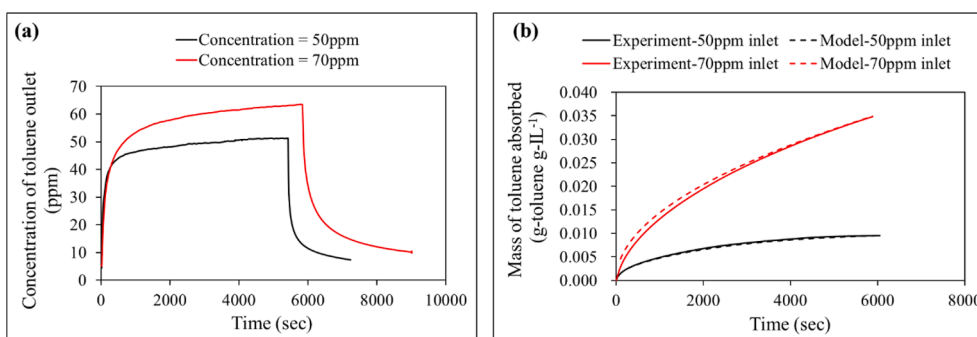 (a)
Concentration = 50ppm
Concentration = 70ppm
Concentration of toluene outlet
(ppm)
70
60
50
40
30
20
10
0
0 2000 4000 6000 8000 10000
Time (sec)
(b)
Experiment-50ppm inlet Model-50ppm inlet
Experiment-70ppm inlet Model-70ppm inlet
Mass of toluene absorbed
(g-toluene g-IL⁻¹)
0.040
0.035
0.030
0.025
0.020
0.015
0.010
0.005
0.000
0 2000 4000 6000 8000
Time (sec)